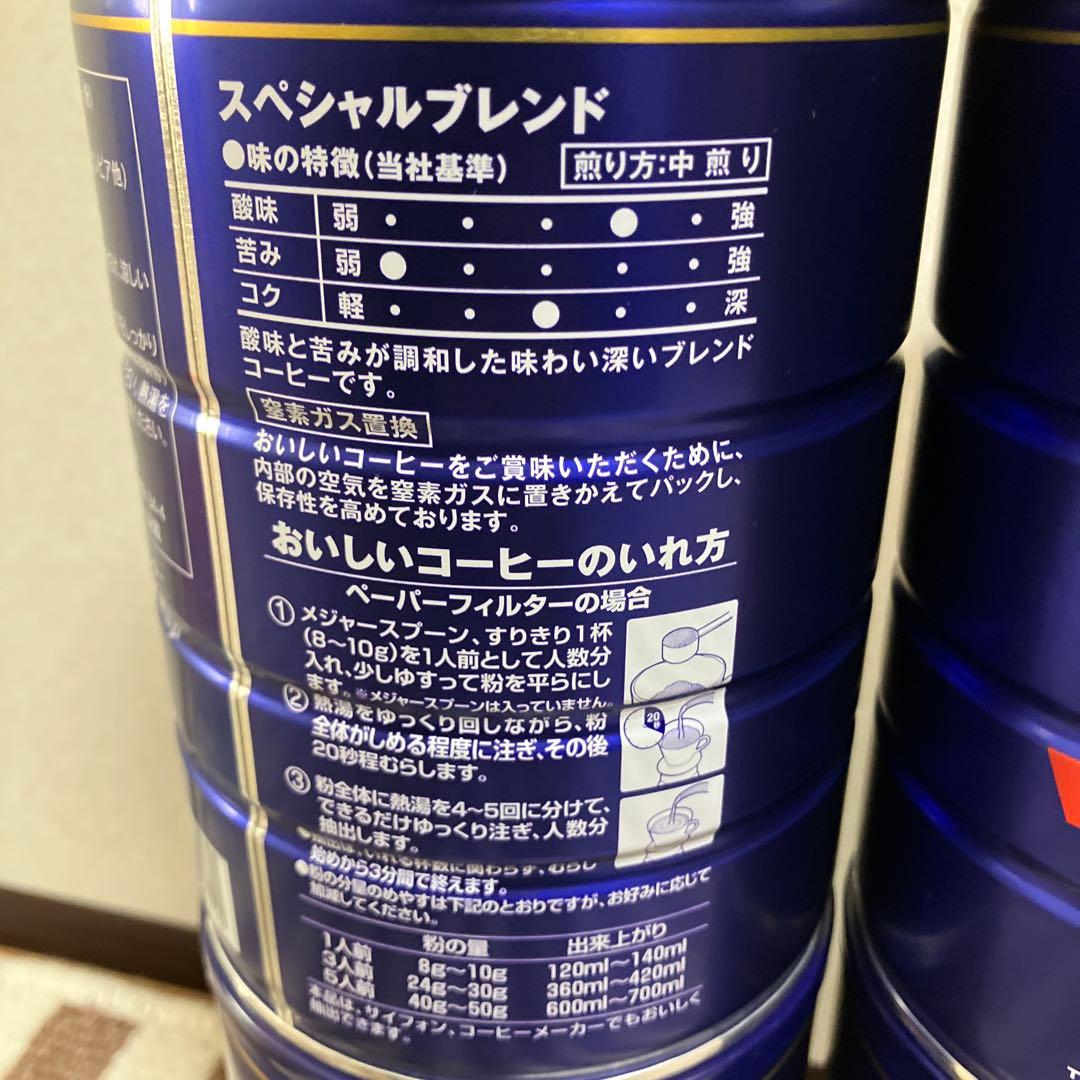 スペシャルブレンド
●味の特徴(当社基準) 煎り方:中煎り
酸味 弱 ・ ・ ・ ● ・ 強
苦み 弱 ● ・ ・ ・ ・ 強
コク 軽 ・ ・ ● ・ ・ 深
酸味と苦みが調和した味わい深いブレンド
コーヒーです。
窒素ガス置換
おいしいコーヒーをご賞味いただくために、
内部の空気を窒素ガスに置きかえてパックし、
保存性を高めております。
おいしいコーヒーのいれ方
ペーパーフィルターの場合
①メジャースプーン、すりきり1杯
(8〜10g)を1人前として人数分
入れ、少しゆすって粉を平らにし
ます。※メジャースプーンは入っていません。
②熱湯をゆっくり回しながら、粉
全体がしめる程度に注ぎ、その後
20秒程むらします。
20
③粉全体に熱湯を4〜5回に分けて、
できるだけゆっくり注ぎ、人数分
抽出します。
●抽出は、いれる杯数に関わらず、むらし
始めから3分間で終えます。
●粉の分量のめやすは下記のとおりですが、お好みに応じて
加減してください。
粉の量 出来上がり
1人前 8g〜10g 120ml〜140ml
3人前 24g〜30g 360ml〜420ml
5人前 40g〜50g 600ml〜700ml
本品は、サイフォン、コーヒーメーカーでもおいしく
抽出できます。